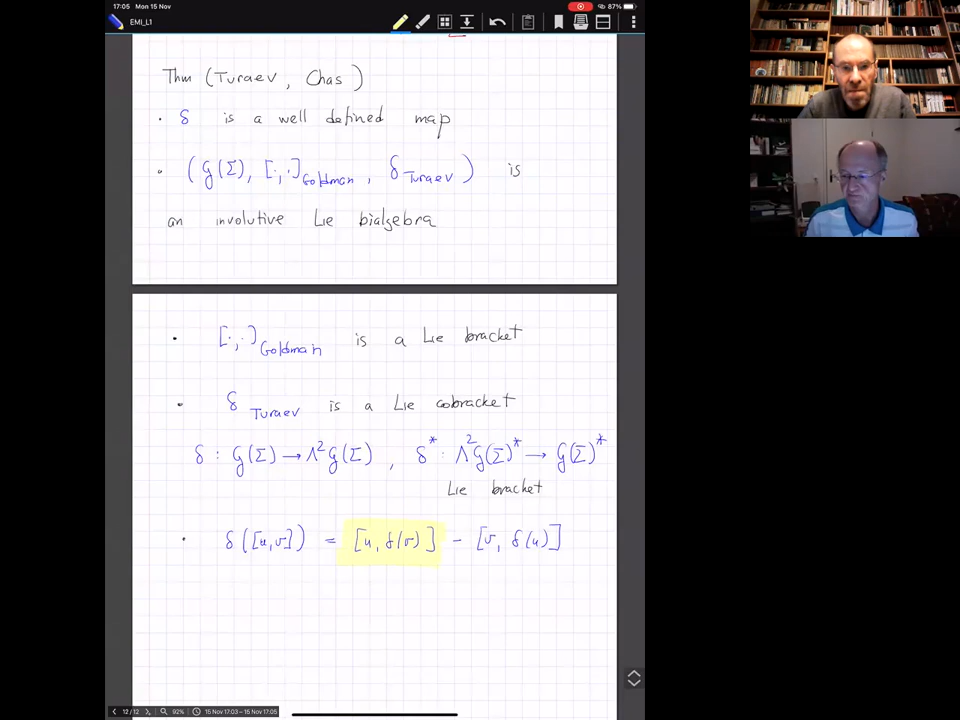 17:05 Mon 15 Nov
87%
EMI_L1
Thm (Turaev, Chas)
· δ is a well defined map
· (g(Σ), [·,·]Goldman, δTuraev) is
an involutive Lie bialgebra
· [·,·]Goldman is a Lie bracket
· δTuraev is a Lie cobracket
δ : g(Σ) → Λ²g(Σ), δ* : Λ²g(Σ)* → g(Σ)*
Lie bracket
· δ([u,v]) = [u, δ(v)] - [v, δ(u)]
12/12 92% 15 Nov 17:03 – 15 Nov 17:05